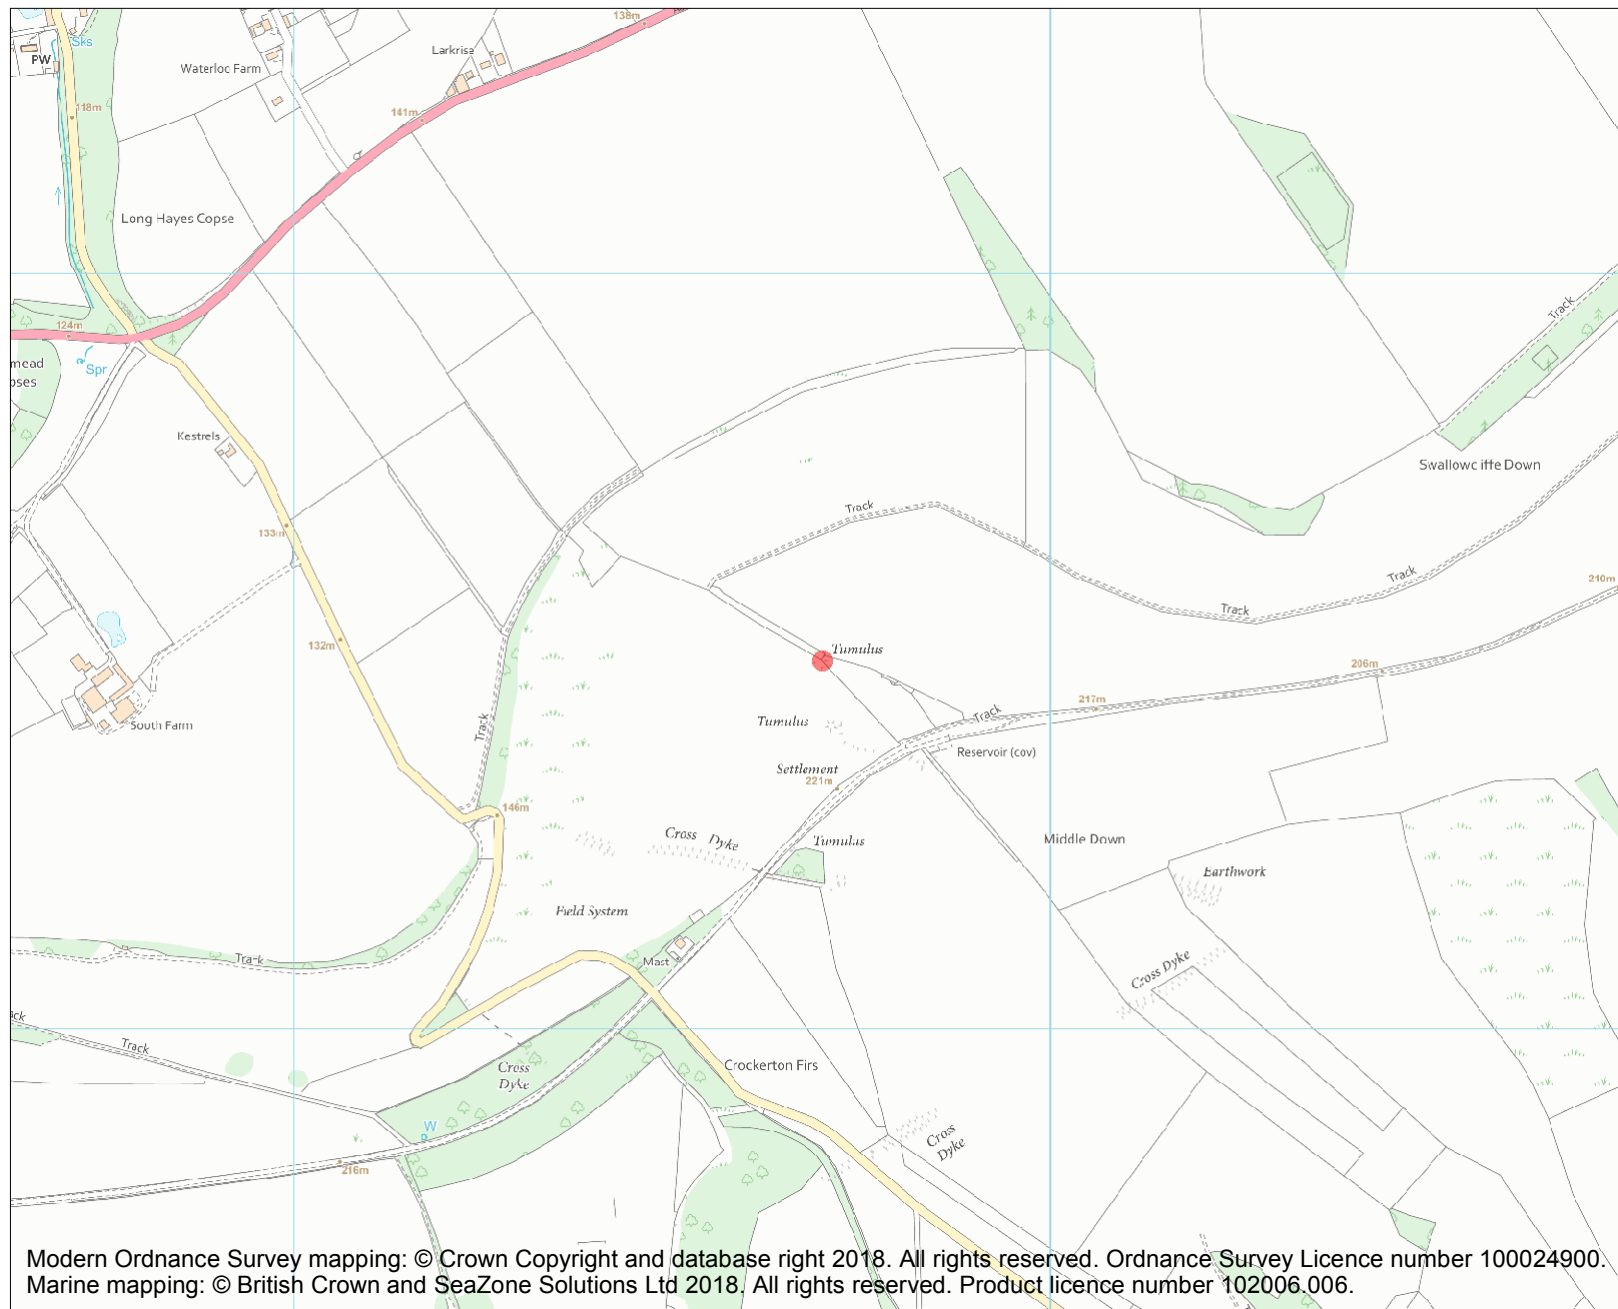 138m
Sks
PW
Larkrise
Waterloc Farm
118m
141m
Long Hayes Copse
124m
mead
pses
Spr
Track
Kestrels
Swallowc iffe Down
Track
133m
Track
210m
Track
132m
Tumulus
206m
South Farm
Track
217m
Track
Tumulus
Reservoir (cov)
Settlement
221m
146m
Cross Dyke
Tumulus
Middle Down
Earthwork
Field System
Track
Mast
Cross Dyke
ack
Track
Cross
Dyke
Crockerton Firs
W
Cross
Dyke
216m
Modern Ordnance Survey mapping: © Crown Copyright and database right 2018. All rights reserved. Ordnance Survey Licence number 100024900.
Marine mapping: © British Crown and SeaZone Solutions Ltd 2018. All rights reserved. Product licence number 102006.006.